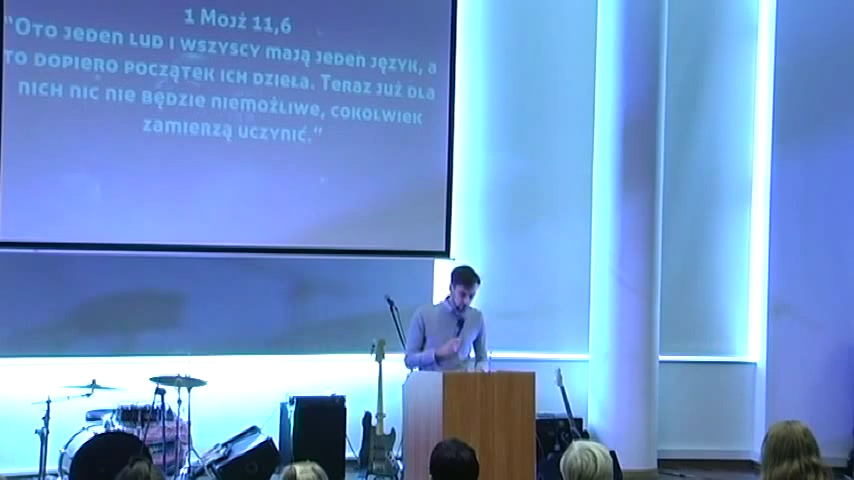 1 Mojż 11,6
“Oto jeden lud i wszyscy mają jeden język, a
to dopiero początek ich dzieła. Teraz już dla
nich nic nie będzie niemożliwe, cokolwiek
zamierzą uczynić.”